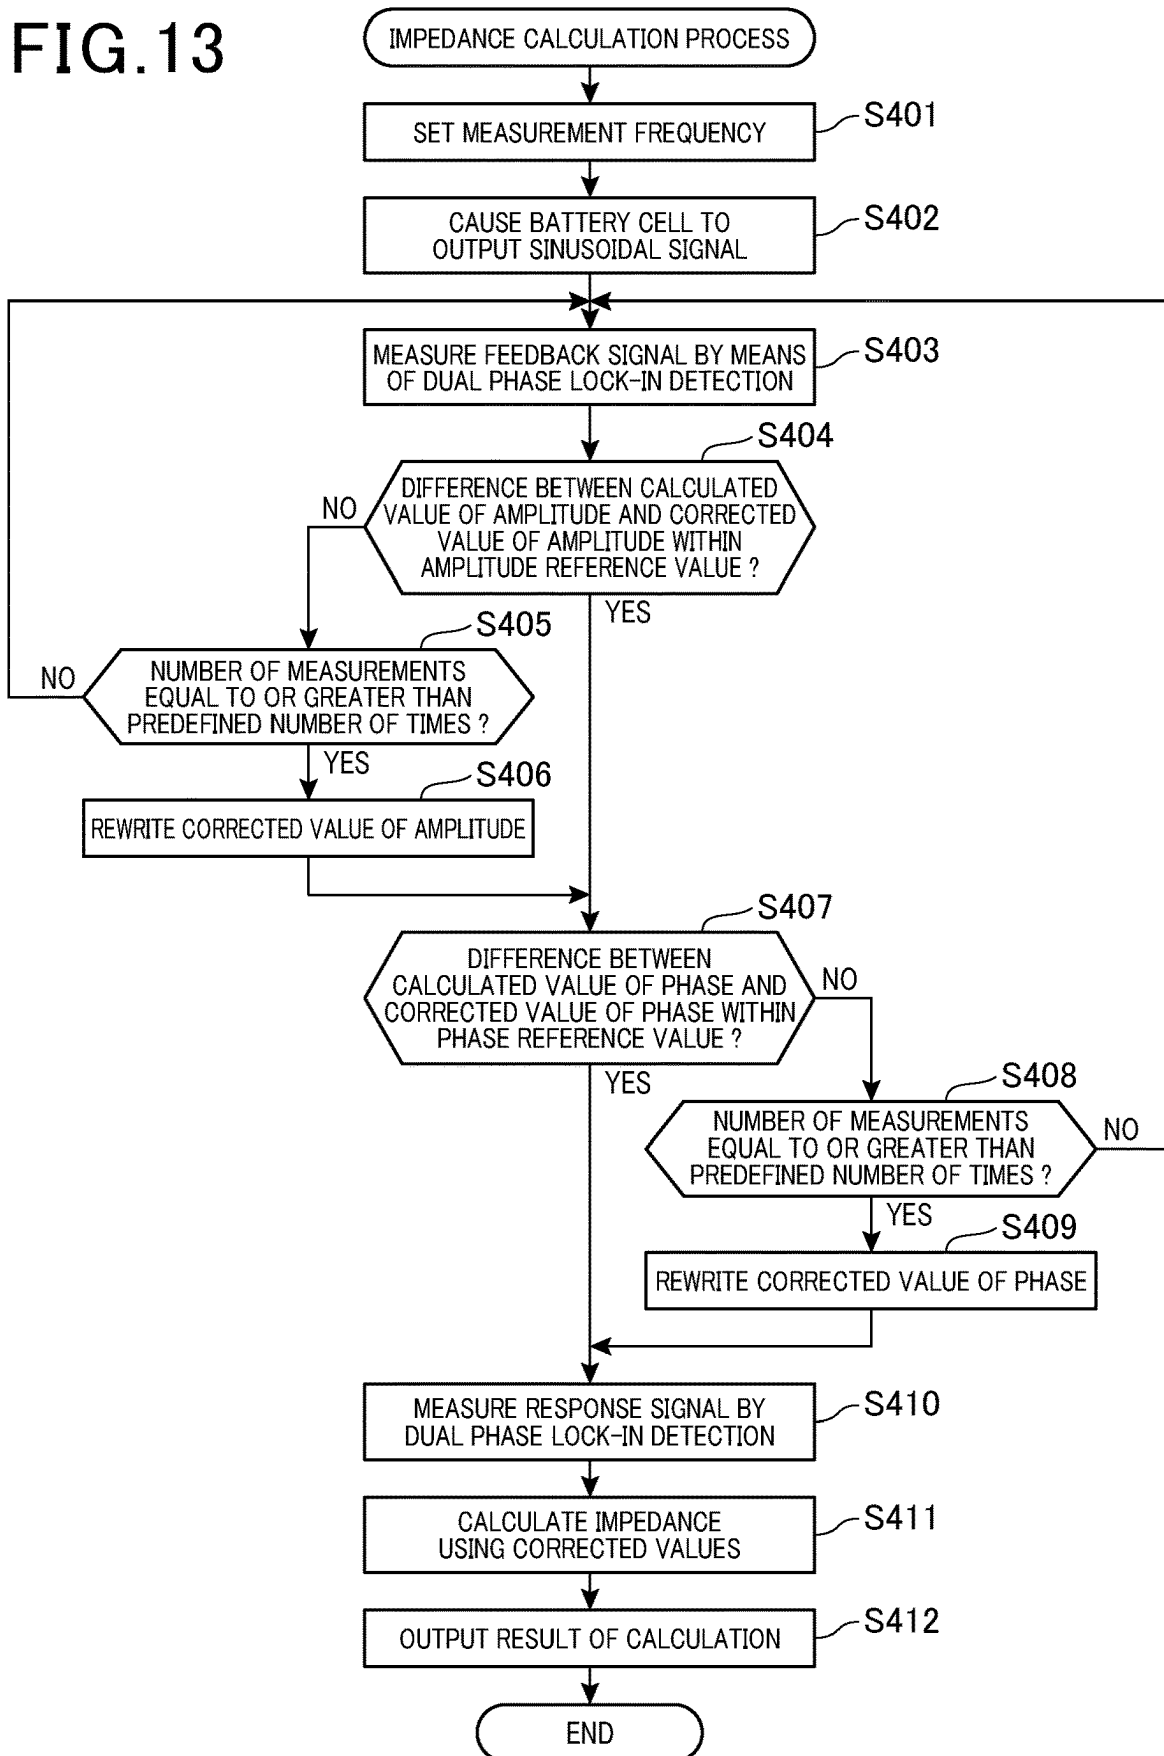 FIG.13
IMPEDANCE CALCULATION PROCESS
SET MEASUREMENT FREQUENCY
S401
CAUSE BATTERY CELL TO
OUTPUT SINUSOIDAL SIGNAL
S402
MEASURE FEEDBACK SIGNAL BY MEANS
OF DUAL PHASE LOCK-IN DETECTION
S403
S404
DIFFERENCE BETWEEN CALCULATED
VALUE OF AMPLITUDE AND CORRECTED
VALUE OF AMPLITUDE WITHIN
AMPLITUDE REFERENCE VALUE ?
NO
YES
S405
NUMBER OF MEASUREMENTS
EQUAL TO OR GREATER THAN
PREDEFINED NUMBER OF TIMES ?
NO
YES
S406
REWRITE CORRECTED VALUE OF AMPLITUDE
S407
DIFFERENCE BETWEEN
CALCULATED VALUE OF PHASE AND
CORRECTED VALUE OF PHASE WITHIN
PHASE REFERENCE VALUE ?
NO
YES
S408
NUMBER OF MEASUREMENTS
EQUAL TO OR GREATER THAN
PREDEFINED NUMBER OF TIMES ?
NO
YES
S409
REWRITE CORRECTED VALUE OF PHASE
MEASURE RESPONSE SIGNAL BY
DUAL PHASE LOCK-IN DETECTION
S410
CALCULATE IMPEDANCE
USING CORRECTED VALUES
S411
OUTPUT RESULT OF CALCULATION
S412
END